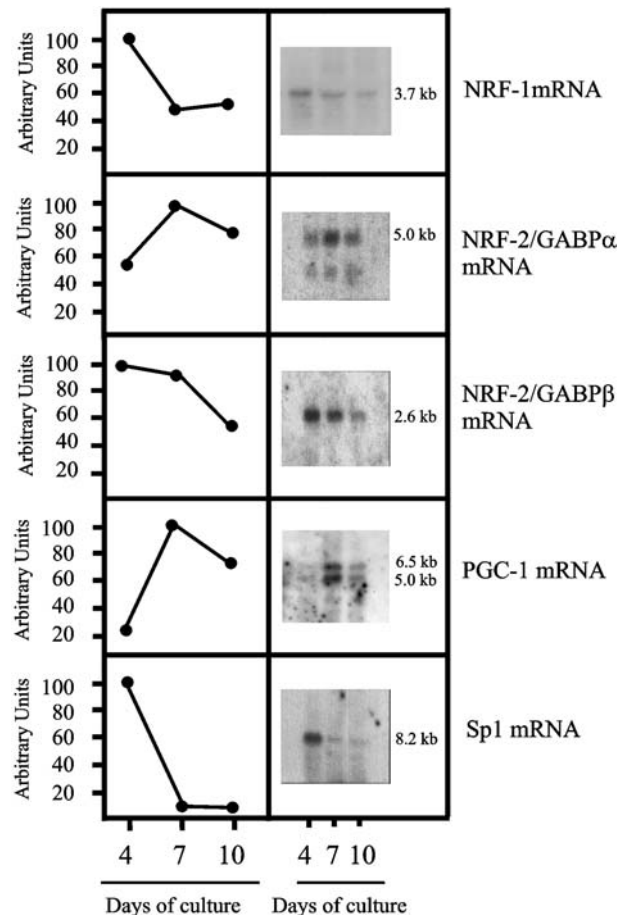 Arbitrary Units
100
80
60
40
20
3.7 kb
NRF-1mRNA
Arbitrary Units
100
80
60
40
20
5.0 kb
NRF-2/GABPα
mRNA
Arbitrary Units
100
80
60
40
20
2.6 kb
NRF-2/GABPβ
mRNA
Arbitrary Units
100
80
60
40
20
6.5 kb
5.0 kb
PGC-1 mRNA
Arbitrary Units
100
80
60
40
20
8.2 kb
Sp1 mRNA
4 7 10
4 7 10
Days of culture
Days of culture